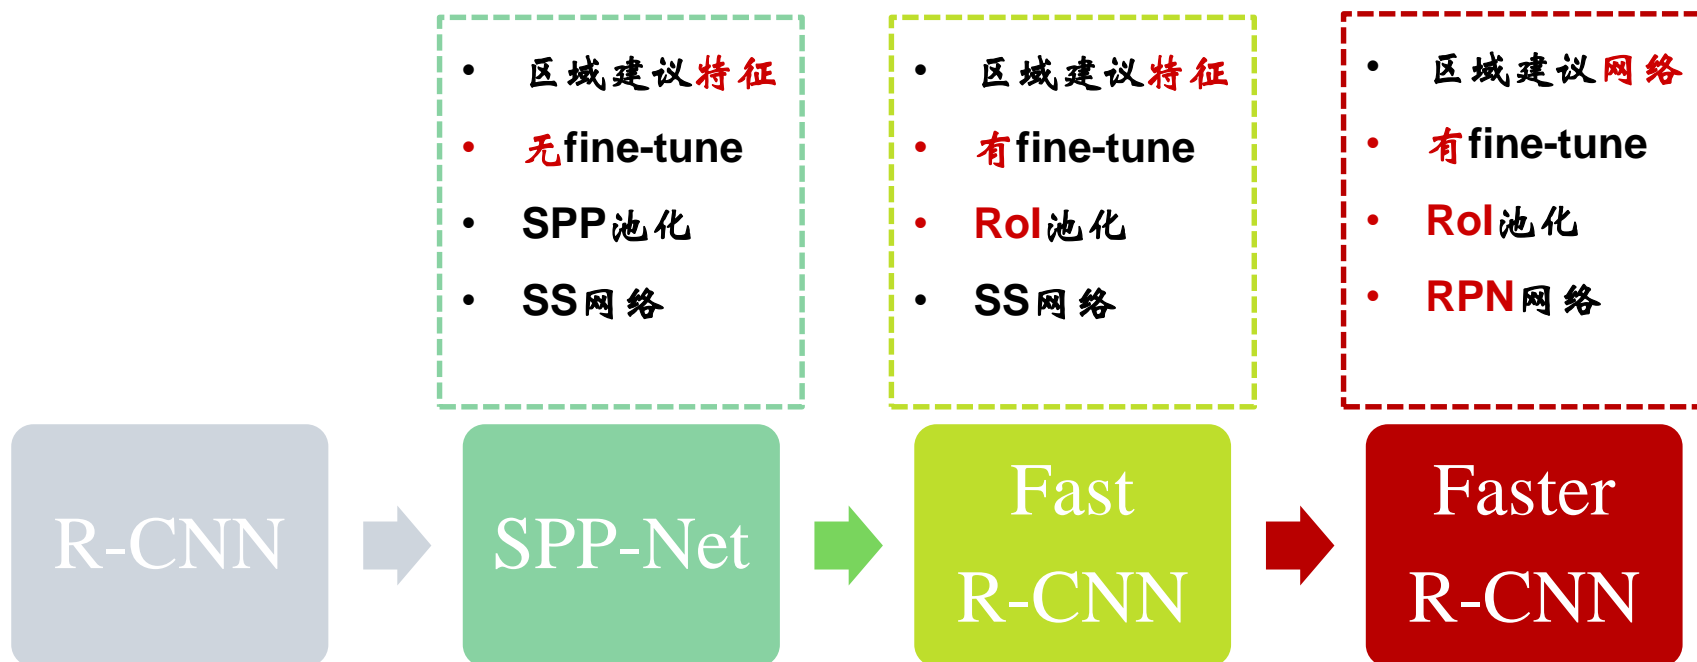 • 区域建议特征
• 无fine-tune
• SPP池化
• SS网络
• 区域建议特征
• 有fine-tune
• RoI池化
• SS网络
• 区域建议网络
• 有fine-tune
• RoI池化
• RPN网络
R-CNN
SPP-Net
Fast
R-CNN
Faster
R-CNN